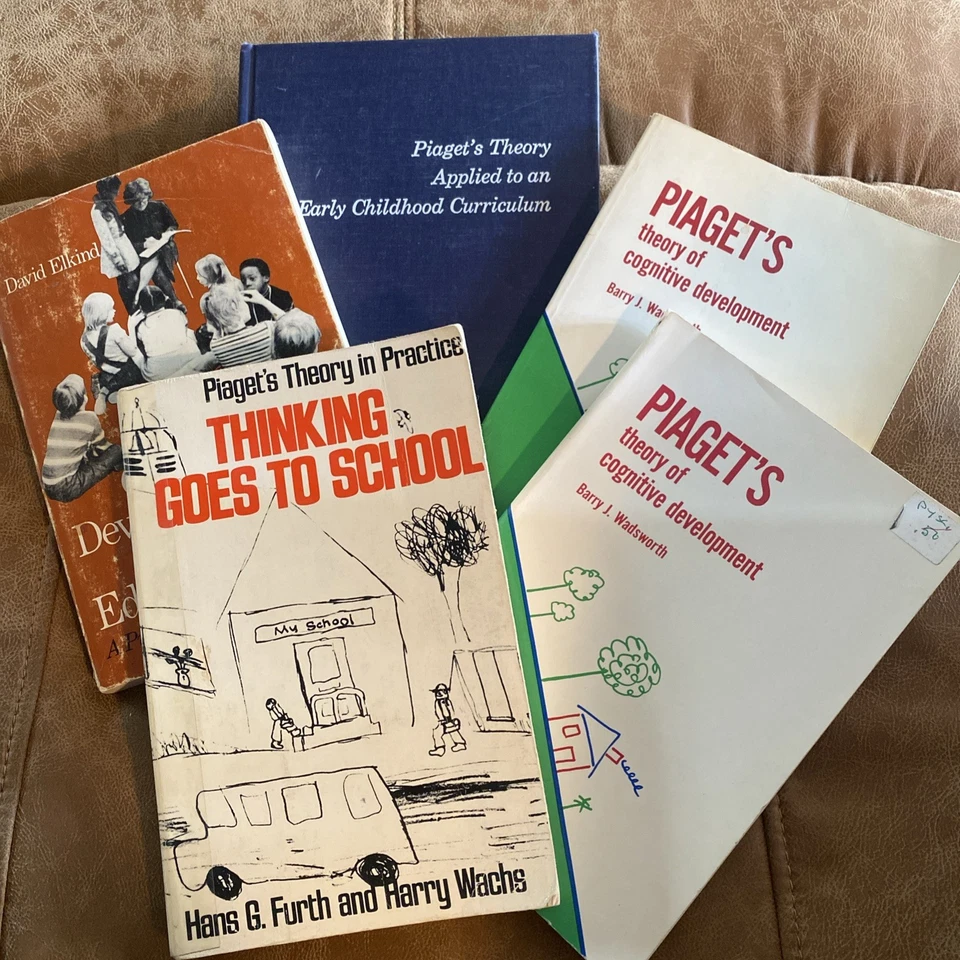 Piaget's Theory
Applied to an
Early Childhood Curriculum
David Elkind
Dev
Ed
A P
PIAGET'S
theory of
cognitive development
Barry J. Wadsworth
Piaget's Theory in Practice
THINKING
GOES TO SCHOOL
My School
Hans G. Furth and Harry Wachs
PIAGET'S
theory of
cognitive development
Barry J. Wadsworth
.50